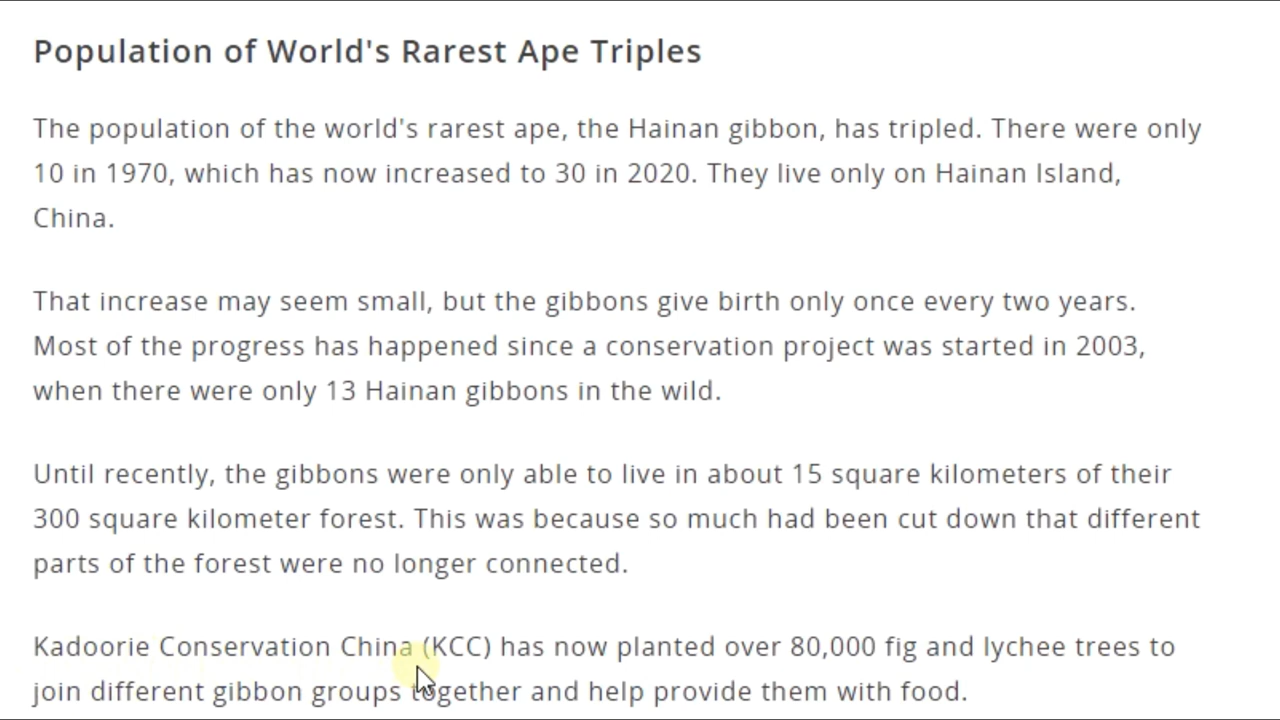 Population of World's Rarest Ape Triples
The population of the world's rarest ape, the Hainan gibbon, has tripled. There were only
10 in 1970, which has now increased to 30 in 2020. They live only on Hainan Island,
China.
That increase may seem small, but the gibbons give birth only once every two years.
Most of the progress has happened since a conservation project was started in 2003,
when there were only 13 Hainan gibbons in the wild.
Until recently, the gibbons were only able to live in about 15 square kilometers of their
300 square kilometer forest. This was because so much had been cut down that different
parts of the forest were no longer connected.
Kadoorie Conservation China (KCC) has now planted over 80,000 fig and lychee trees to
join different gibbon groups together and help provide them with food.